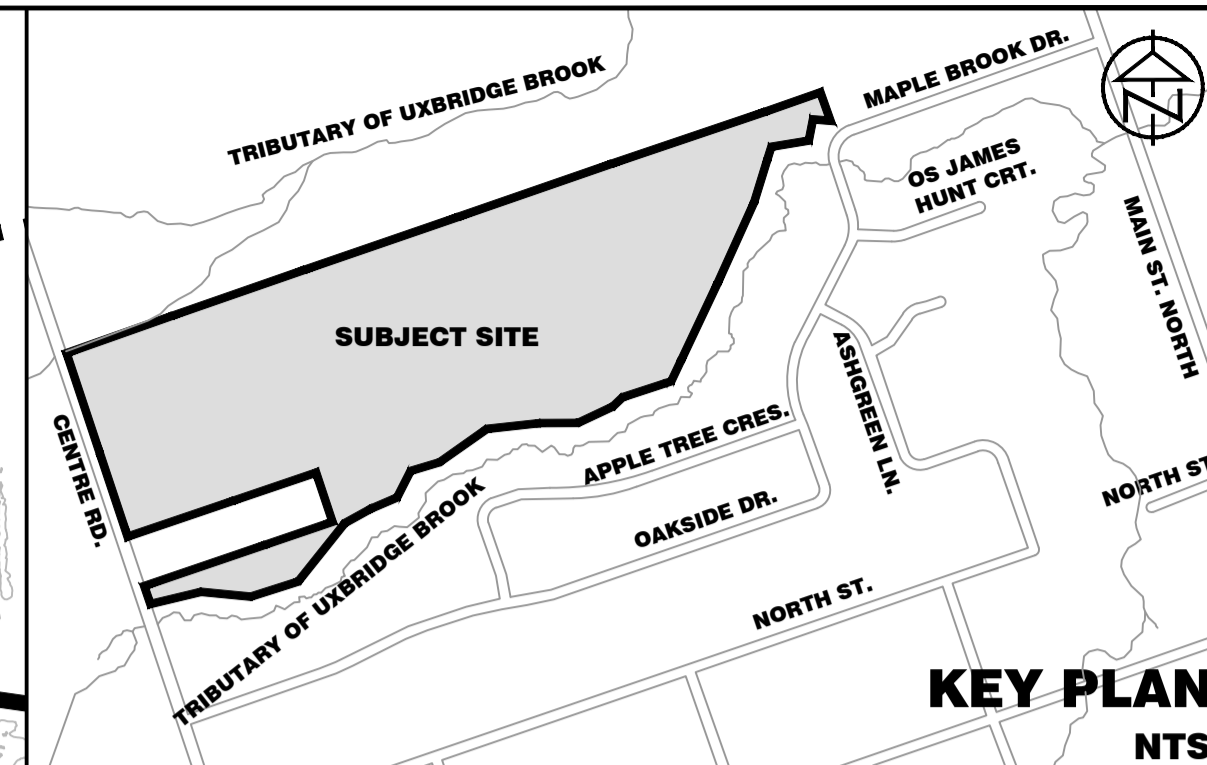 TRIBUTARY OF UXBRIDGE BROOK
MAPLE BROOK DR.
N
OS JAMES
HUNT CRT.
MAIN ST. NORTH
SUBJECT SITE
CENTRE RD.
ASHGREEN LN.
APPLE TREE CRES.
OAKSIDE DR.
NORTH ST
TRIBUTARY OF UXBRIDGE BROOK
NORTH ST.
KEY PLAN
NTS